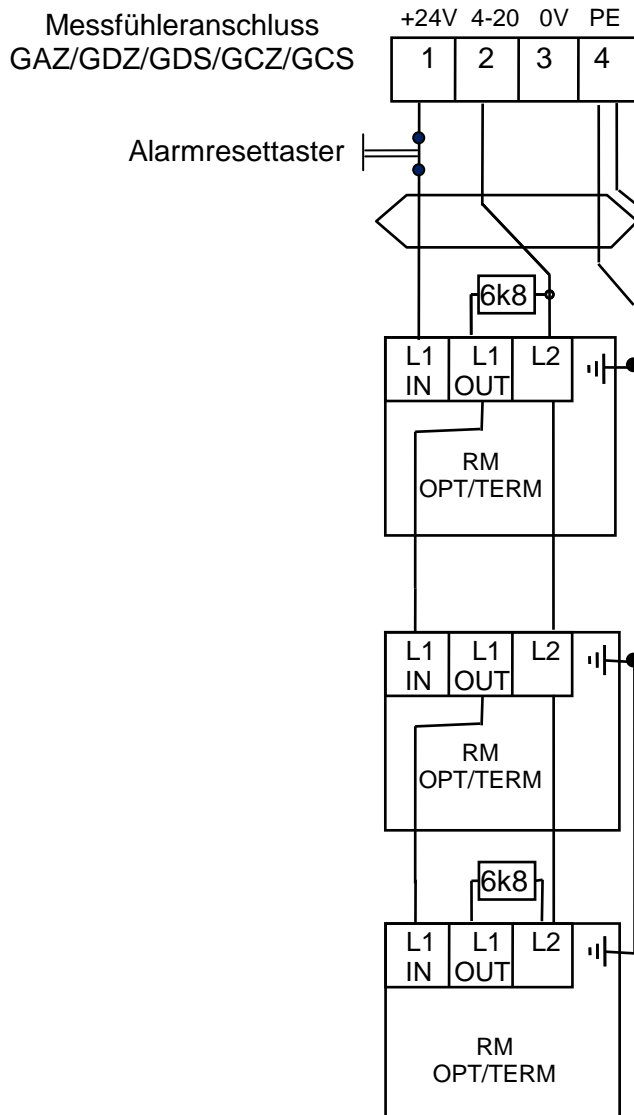 Messfühleranschluss
GAZ/GDZ/GDS/GCZ/GCS
+24V 4-20 0V PE
1 2 3 4
Alarmresettaster
6k8
L1 L1 L2
IN OUT
RM
OPT/TERM
L1 L1 L2
IN OUT
RM
OPT/TERM
6k8
L1 L1 L2
IN OUT
RM
OPT/TERM